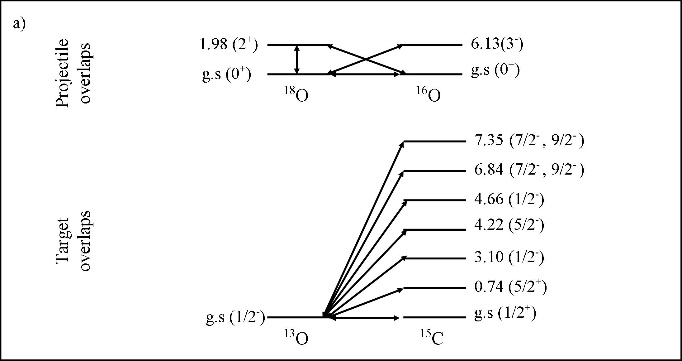 a)
Projectile
overlaps
1.98 (2⁺)
g.s (0⁺)
¹⁸O
6.13(3⁻)
g.s (0⁺)
¹⁶O
Target
overlaps
g.s (1/2⁻)
¹³O
7.35 (7/2⁻, 9/2⁻)
6.84 (7/2⁻, 9/2⁻)
4.66 (1/2⁻)
4.22 (5/2⁻)
3.10 (1/2⁻)
0.74 (5/2⁺)
g.s (1/2⁺)
¹⁵C